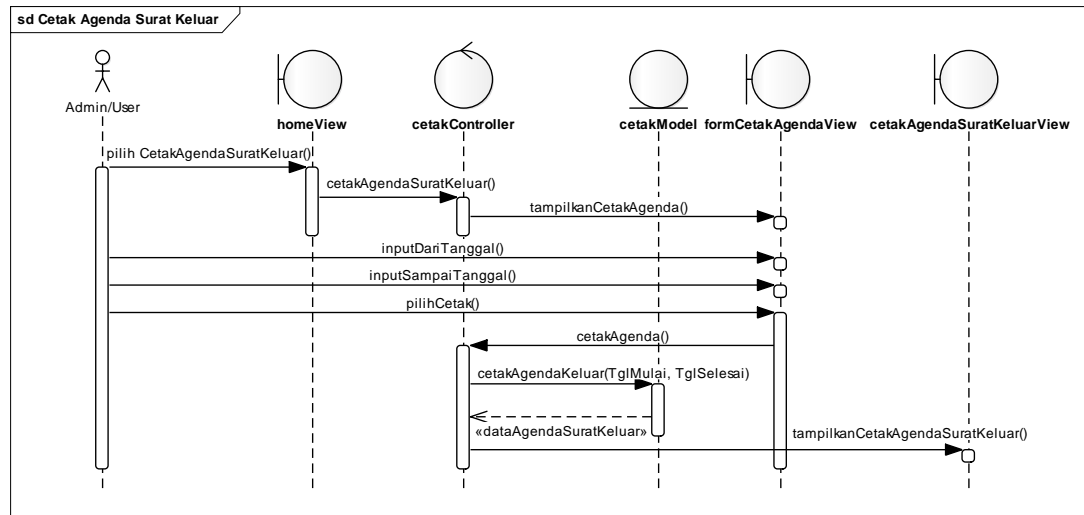 sd Cetak Agenda Surat Keluar
Admin/User
homeView
cetakController
cetakModel
formCetakAgendaView
cetakAgendaSuratKeluarView
pilih CetakAgendaSuratKeluar()
cetakAgendaSuratKeluar()
tampilkanCetakAgenda()
inputDariTanggal()
inputSampaiTanggal()
pilihCetak()
cetakAgenda()
cetakAgendaKeluar(TglMulai, TglSelesai)
«dataAgendaSuratKeluar»
tampilkanCetakAgendaSuratKeluar()